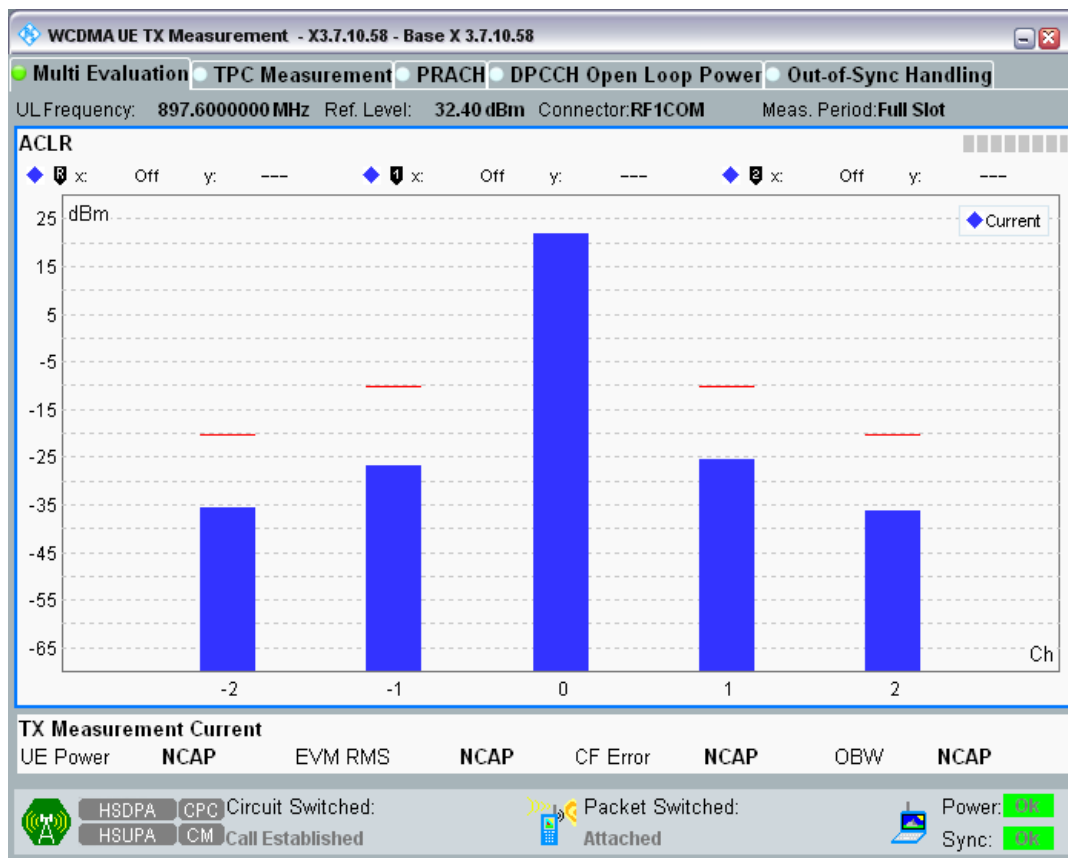 WCDMA UE TX Measurement - X3.7.10.58 - Base X 3.7.10.58
Multi Evaluation TPC Measurement PRACH DPCCH Open Loop Power Out-of-Sync Handling
UL Frequency: 897.6000000 MHz Ref. Level: 32.40 dBm Connector:RF1COM Meas. Period:Full Slot
ACLR
R x: Off y: --- 1 x: Off y: --- 2 x: Off y: ---
dBm
Current
25
15
5
-5
-15
-25
-35
-45
-55
-65
Ch
-2 -1 0 1 2
TX Measurement Current
UE Power NCAP EVM RMS NCAP CF Error NCAP OBW NCAP
HSDPA CPC Circuit Switched: Packet Switched: Power: Ok
HSUPA CM Call Established Attached Sync: Ok